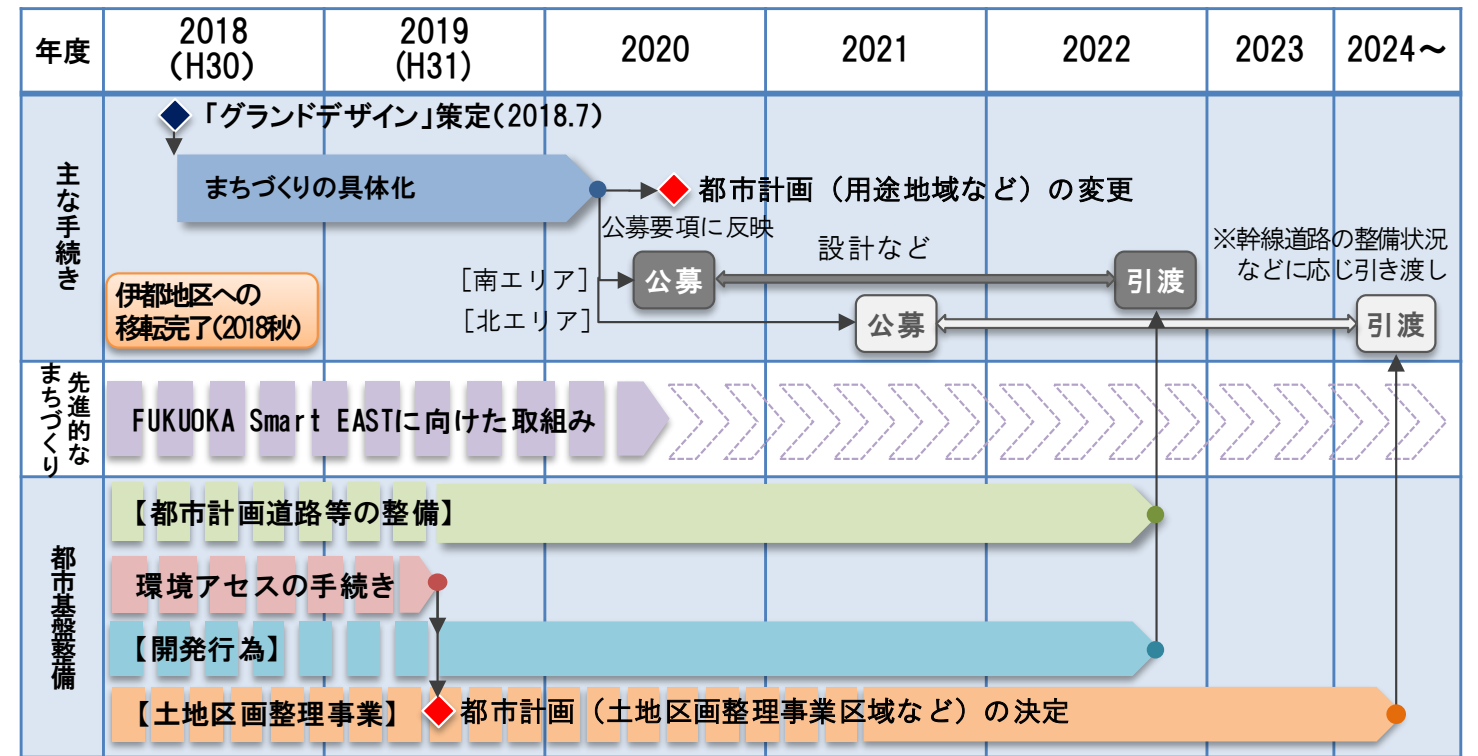 年度
2018
(H30)
2019
(H31)
2020
2021
2022
2023
2024～
主な手続き
「グランドデザイン」策定(2018.7)
まちづくりの具体化
都市計画（用途地域など）の変更
公募要項に反映
設計など
※幹線道路の整備状況
などに応じ引き渡し
伊都地区への
移転完了(2018秋)
［南エリア］
公募
引渡
［北エリア］
公募
引渡
先進的な
まちづくり
FUKUOKA Smart EASTに向けた取組み
都市基盤整備
【都市計画道路等の整備】
環境アセスの手続き
【開発行為】
【土地区画整理事業】
都市計画（土地区画整理事業区域など）の決定